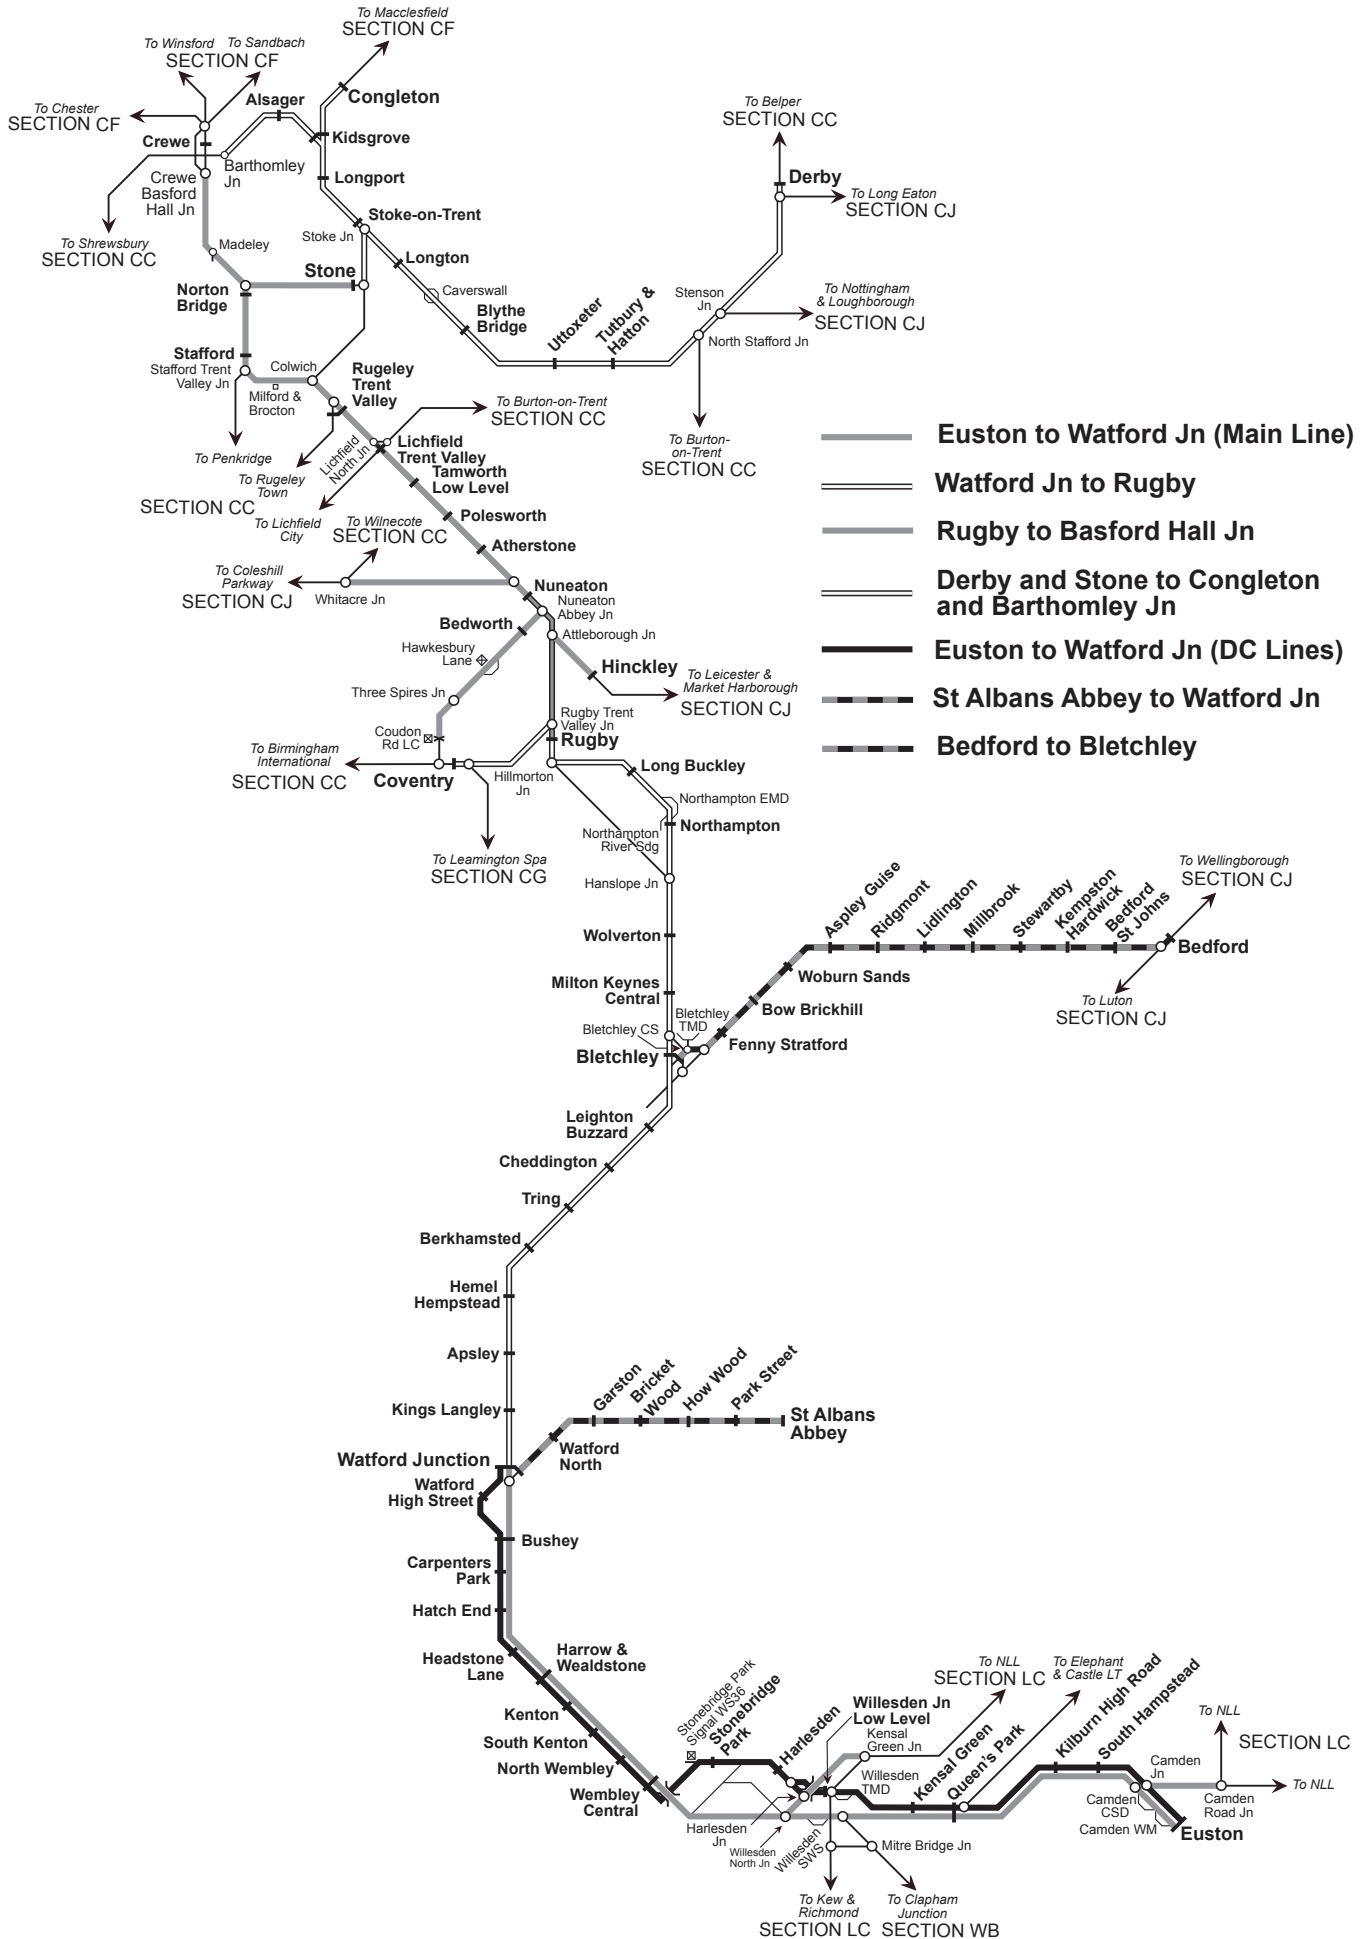 To Macclesfield
SECTION CF
To Winsford
To Sandbach
SECTION CF
To Chester
SECTION CF
Alsager
Congleton
Crewe
Kidsgrove
Barthomley
Jn
Crewe
Basford
Hall Jn
Longport
To Shrewsbury
SECTION CC
Stoke-on-Trent
Stoke Jn
Madeley
Longton
Stone
Norton
Bridge
Caverswall
Blythe
Bridge
Uttoxeter
Tutbury &
Hatton
To Belper
SECTION CC
Derby
To Long Eaton
SECTION CJ
Stenson
Jn
To Nottingham
& Loughborough
SECTION CJ
North Stafford Jn
To Burton-
on-Trent
SECTION CC
Stafford
Stafford Trent
Valley Jn
Colwich
Milford &
Brocton
Rugeley
Trent
Valley
To Burton-on-Trent
SECTION CC
To Penkridge
SECTION CC
To Rugeley
Town
Lichfield
North Jn
Lichfield
Trent Valley
Tamworth
Low Level
To Lichfield
City
To Wilnecote
SECTION CC
Polesworth
Atherstone
To Coleshill
Parkway
SECTION CJ
Whitacre Jn
Nuneaton
Nuneaton
Abbey Jn
Bedworth
Attleborough Jn
Hawkesbury
Lane
Hinckley
To Leicester &
Market Harborough
SECTION CJ
Three Spires Jn
Coudon
Rd LC
Rugby Trent
Valley Jn
Rugby
To Birmingham
International
SECTION CC
Coventry
Hillmorton
Jn
Long Buckley
Northampton EMD
Northampton
Northampton
River Sdg
To Leamington Spa
SECTION CG
Hanslope Jn
Euston to Watford Jn (Main Line)
Watford Jn to Rugby
Rugby to Basford Hall Jn
Derby and Stone to Congleton
and Barthomley Jn
Euston to Watford Jn (DC Lines)
St Albans Abbey to Watford Jn
Bedford to Bletchley
Wolverton
Milton Keynes
Central
Bletchley
TMD
Bletchley CS
Bletchley
Fenny Stratford
Bow Brickhill
Woburn Sands
Aspley Guise
Ridgmont
Lidlington
Millbrook
Stewartby
Kempston
Hardwick
Bedford
St Johns
To Wellingborough
SECTION CJ
Bedford
To Luton
SECTION CJ
Leighton
Buzzard
Cheddington
Tring
Berkhamsted
Hemel
Hempstead
Apsley
Kings Langley
Watford Junction
Watford
High Street
Watford
North
Garston
Bricket
Wood
How Wood
Park Street
St Albans
Abbey
Bushey
Carpenters
Park
Hatch End
Headstone
Lane
Harrow &
Wealdstone
Kenton
South Kenton
North Wembley
Wembley
Central
Stonebridge Park
Signal WS36
Stonebridge
Park
Harlesden
Willesden Jn
Low Level
Kensal
Green Jn
Willesden
TMD
To NLL
SECTION LC
To Elephant
& Castle LT
Kensal Green
Queen's Park
Kilburn High Road
South Hampstead
To NLL
SECTION LC
To NLL
Camden
Jn
Camden
Road Jn
Camden
CSD
Camden WM
Euston
Harlesden
Jn
Willesden
North Jn
Willesden
SWS
Mitre Bridge Jn
To Kew &
Richmond
SECTION LC
To Clapham
Junction
SECTION WB